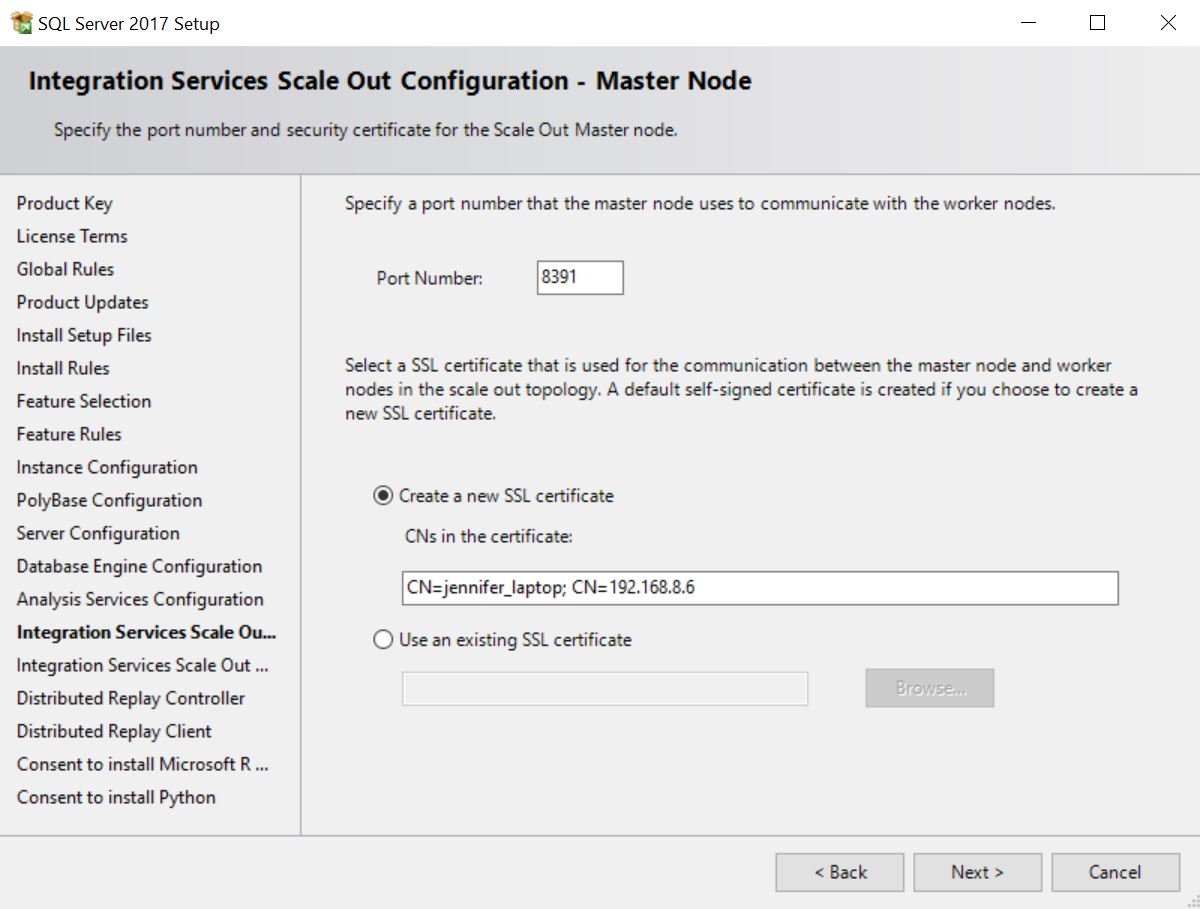 SQL Server 2017 Setup
Integration Services Scale Out Configuration - Master Node
Specify the port number and security certificate for the Scale Out Master node.
Product Key
License Terms
Global Rules
Product Updates
Install Setup Files
Install Rules
Feature Selection
Feature Rules
Instance Configuration
PolyBase Configuration
Server Configuration
Database Engine Configuration
Analysis Services Configuration
Integration Services Scale Ou...
Integration Services Scale Out ...
Distributed Replay Controller
Distributed Replay Client
Consent to install Microsoft R ...
Consent to install Python
Specify a port number that the master node uses to communicate with the worker nodes.
Port Number: 8391
Select a SSL certificate that is used for the communication between the master node and worker
nodes in the scale out topology. A default self-signed certificate is created if you choose to create a
new SSL certificate.
Create a new SSL certificate
CNs in the certificate:
CN=jennifer_laptop; CN=192.168.8.6
Use an existing SSL certificate
Browse...
< Back Next > Cancel